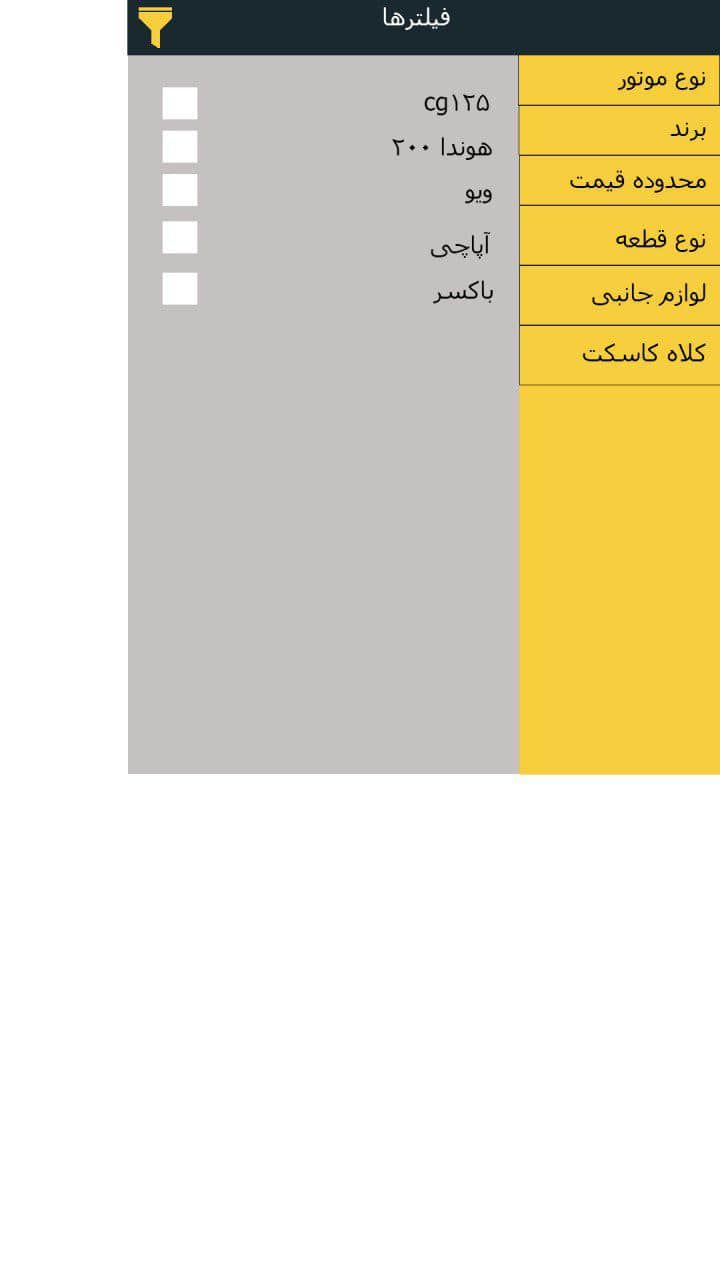 فیلترها
نوع موتور
برند
محدوده قیمت
نوع قطعه
لوازم جانبی
کلاه کاسکت
cg۱۲۵
هوندا ۲۰۰
ویو
آپاچی
باکسر